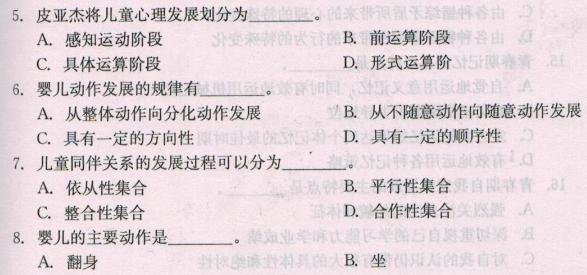 5. 皮亚杰将儿童心理发展划分为________。
A. 感知运动阶段 B. 前运算阶段
C. 具体运算阶段 D. 形式运算阶段
6. 婴儿动作发展的规律有________。
A. 从整体动作向分化动作发展 B. 从不随意动作向随意动作发展
C. 具有一定的方向性 D. 具有一定的顺序性
7. 儿童同伴关系的发展过程可以分为________。
A. 依从性集合 B. 平行性集合
C. 整合性集合 D. 合作性集合
8. 婴儿的主要动作是________。
A. 翻身 B. 坐